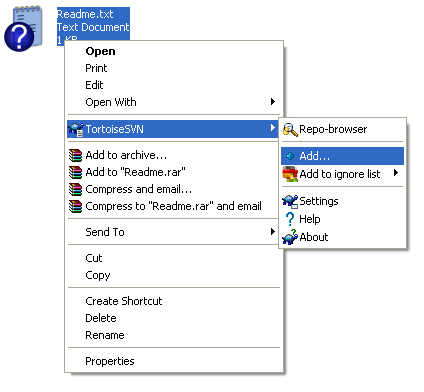 Readme.txt
Text Document
1 KB
Open
Print
Edit
Open With
TortoiseSVN
Repo-browser
Add...
Add to ignore list
Settings
Help
About
Add to archive...
Add to "Readme.rar"
Compress and email...
Compress to "Readme.rar" and email
Send To
Cut
Copy
Create Shortcut
Delete
Rename
Properties